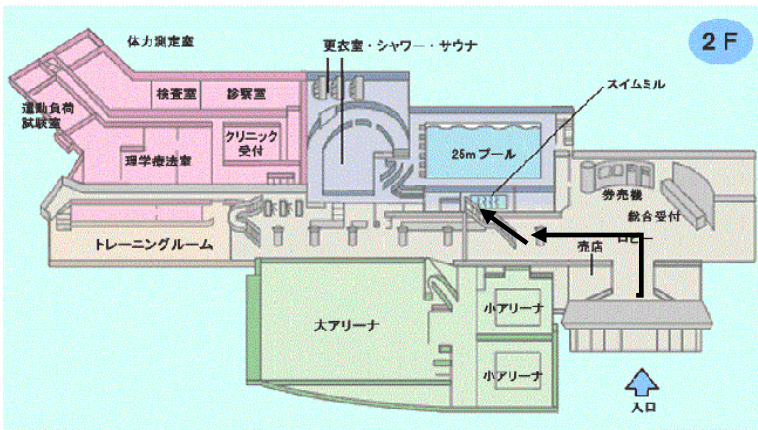 2F
体力測定室
更衣室・シャワー・サウナ
スイムミル
運動負荷
試験室
検査室
診察室
クリニック
受付
理学療法室
25mプール
券売機
総合受付
トレーニングルーム
ロビー
売店
大アリーナ
小アリーナ
小アリーナ
入口